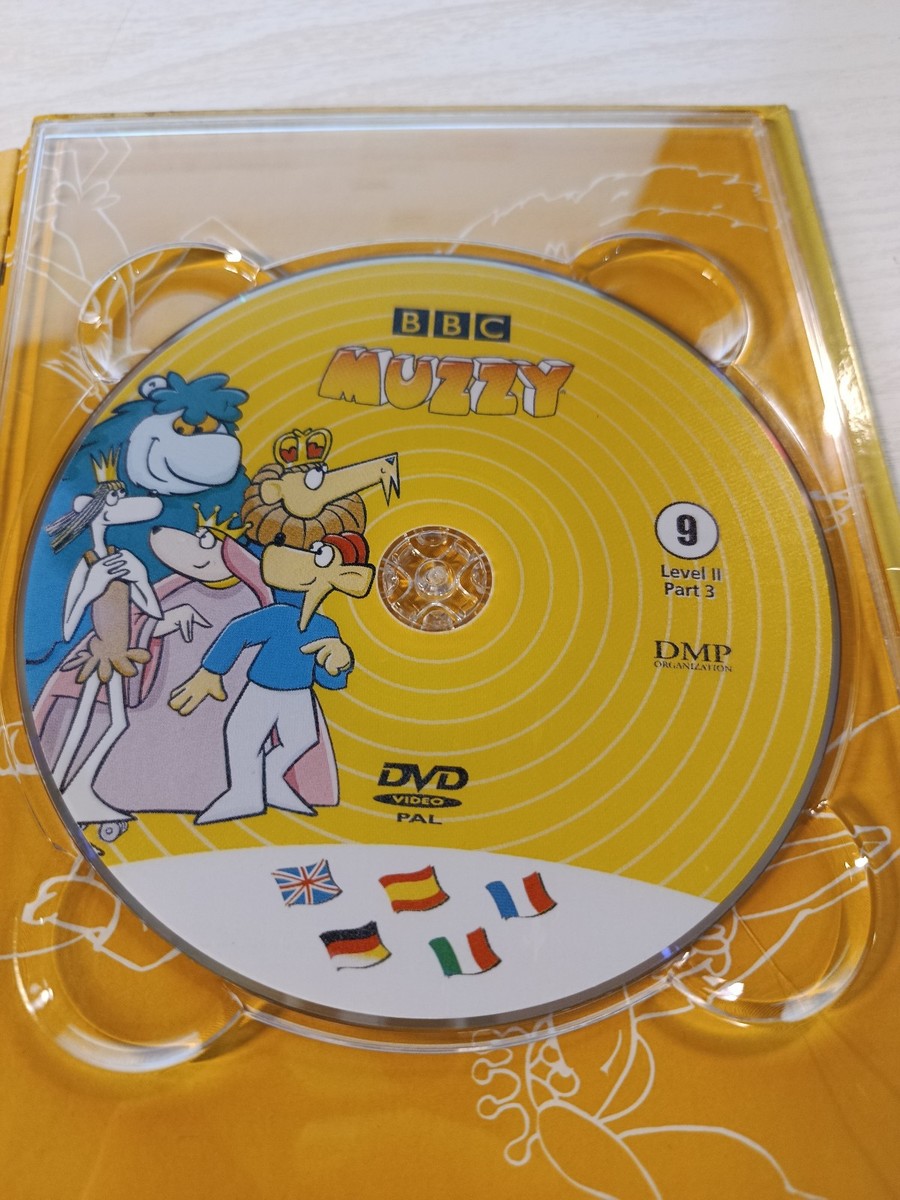 BBC
MUZZY
9
Level II
Part 3
DMP
ORGANIZATION
DVD
VIDEO
PAL